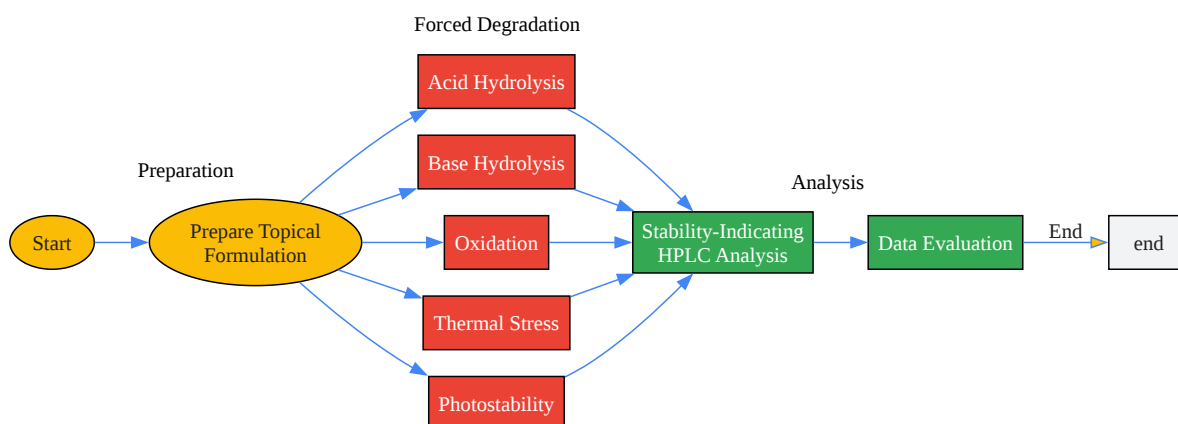 Forced Degradation
Acid Hydrolysis
Preparation
Base Hydrolysis
Analysis
Start
Prepare Topical
Formulation
Oxidation
Stability-Indicating
HPLC Analysis
Data Evaluation
End
end
Thermal Stress
Photostability